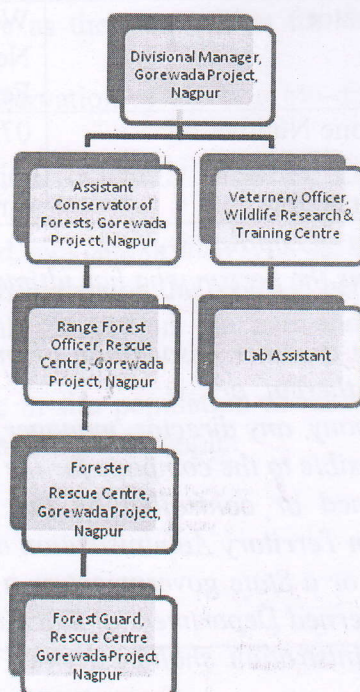 Divisional Manager,
Gorewada Project,
Nagpur
Assistant
Conservator of
Forests, Gorewada
Project, Nagpur
Veternery Officer,
Wildlife Research &
Training Centre
Range Forest
Officer, Rescue
Centre, Gorewada
Project, Nagpur
Lab Assistant
Forester
Rescue Centre,
Gorewada Project,
Nagpur
Forest Guard,
Rescue Centre
Gorewada Project,
Nagpur